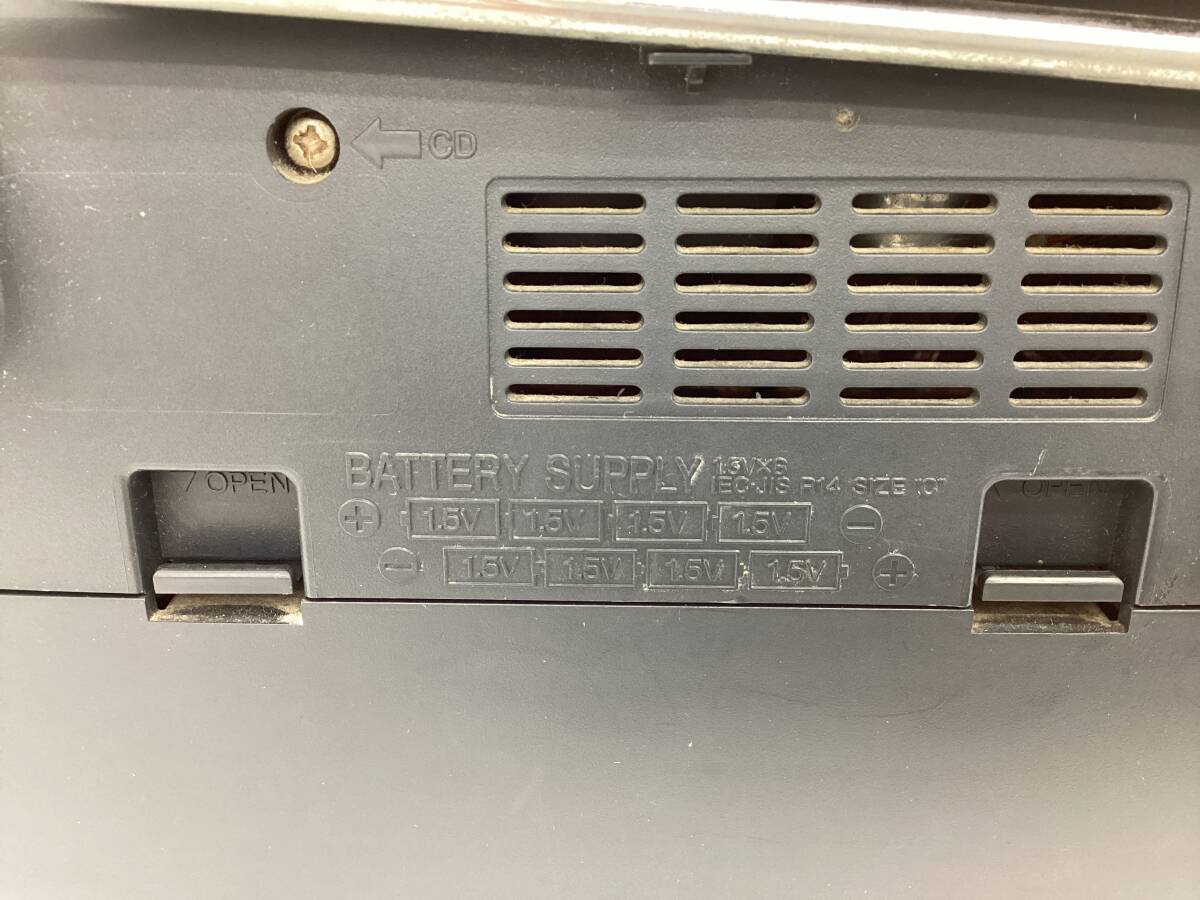 CD
BATTERY SUPPLY
1.5V×8
IEC·JIS R14 SIZE "C"
/ OPEN
OPEN
⊕ 1.5V 1.5V 1.5V 1.5V ⊖
⊖ 1.5V 1.5V 1.5V 1.5V ⊕